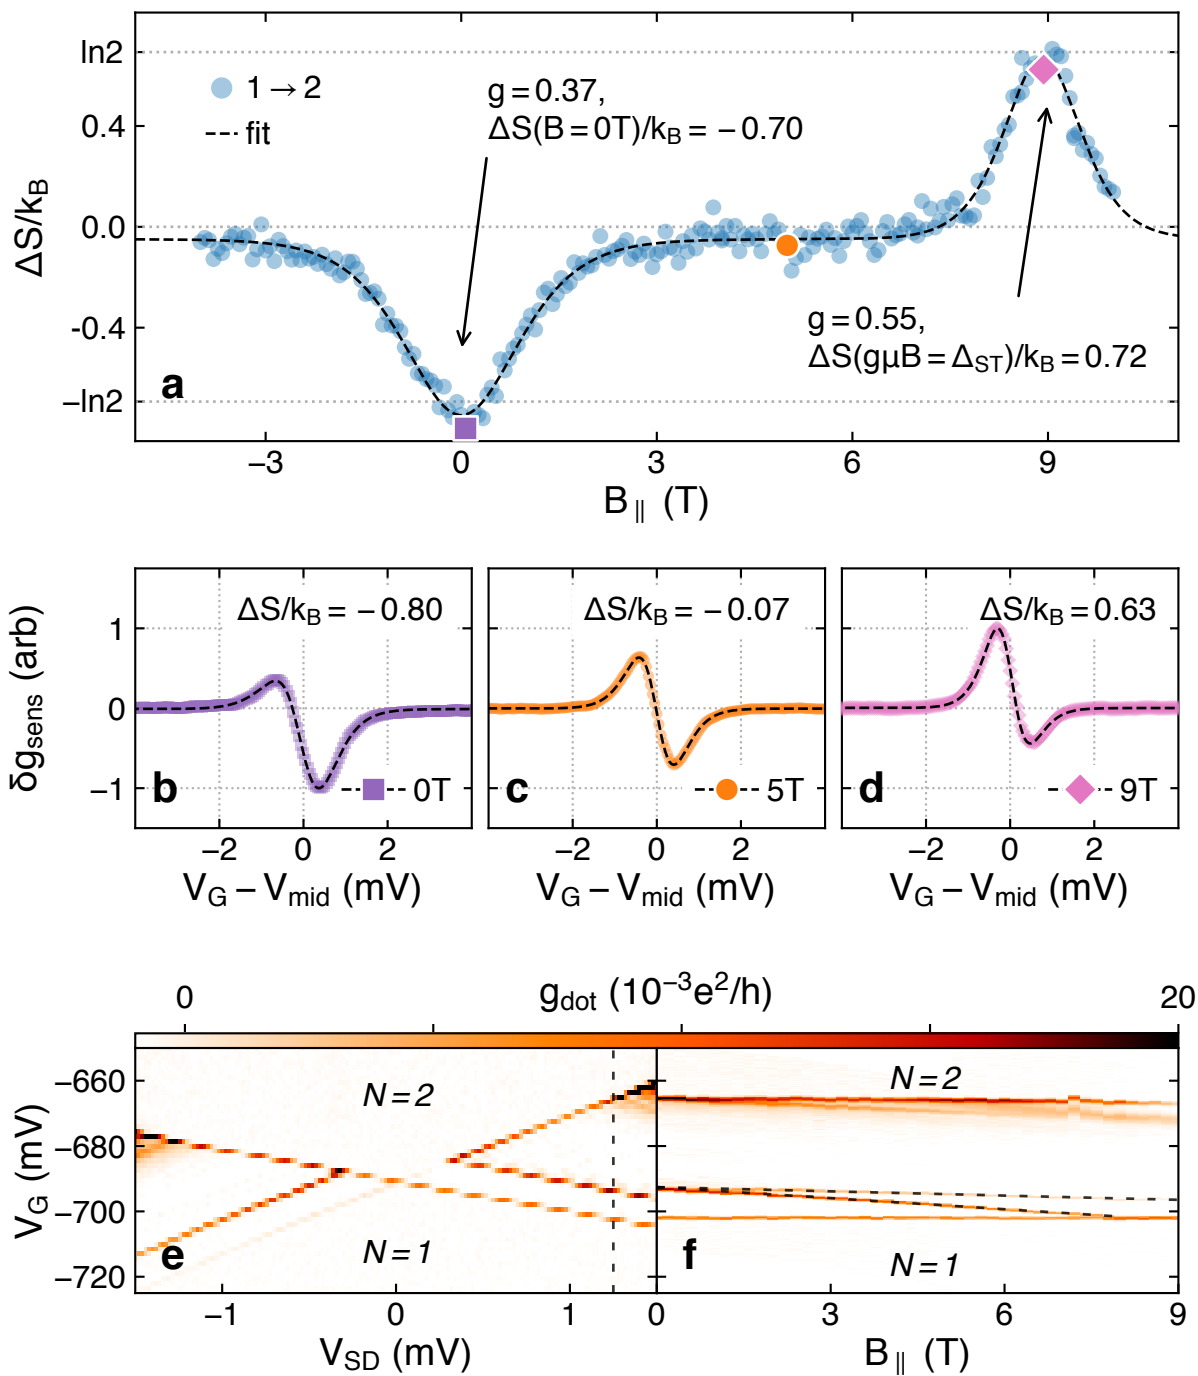 ln2
0.4
0.0
-0.4
−ln2
ΔS/k_B
1→2
fit
g=0.37,
ΔS(B=0T)/k_B=−0.70
g=0.55,
ΔS(gμB=Δ_ST)/k_B=0.72
a
−3 0 3 6 9
B_∥ (T)
δg_sens (arb)
1
0
−1
ΔS/k_B=−0.80
b
0T
−2 0 2
V_G−V_mid (mV)
ΔS/k_B=−0.07
c
5T
−2 0 2
V_G−V_mid (mV)
ΔS/k_B=0.63
d
9T
−2 0 2
V_G−V_mid (mV)
0 g_dot (10⁻³e²/h) 20
V_G (mV)
−660
−680
−700
−720
N=2
N=1
e
−1 0 1
V_SD (mV)
N=2
N=1
f
0 3 6 9
B_∥ (T)